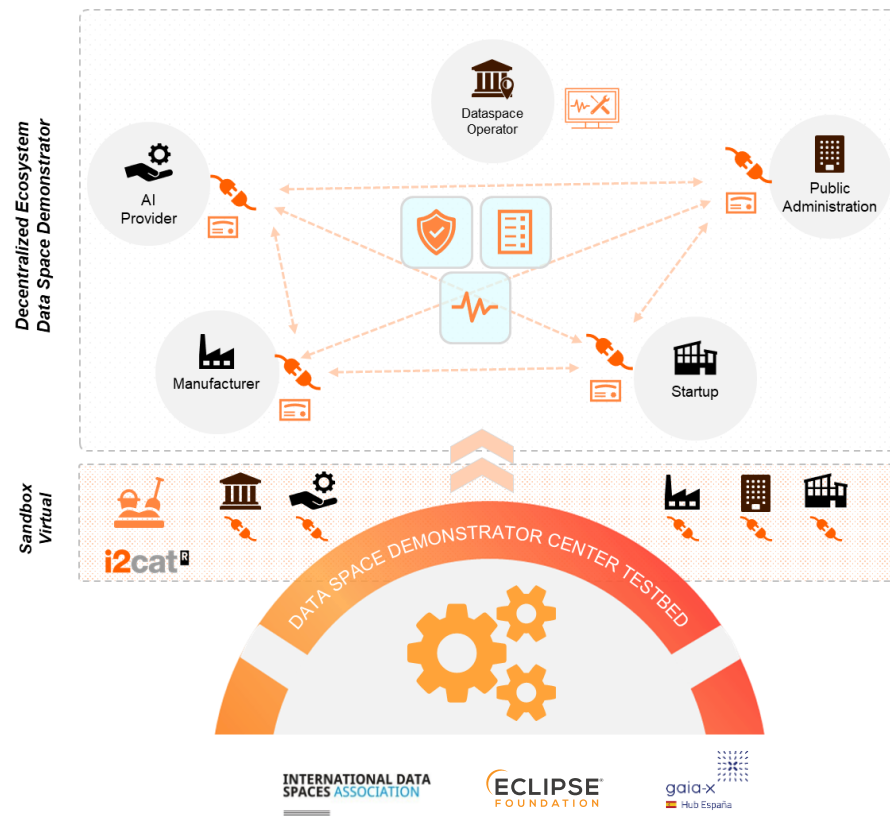 Decentralized Ecosystem
Data Space Demonstrator
Dataspace
Operator
AI
Provider
Public
Administration
Manufacturer
Startup
Sandbox
Virtual
i2cat R
DATA SPACE DEMONSTRATOR CENTER TESTBED
INTERNATIONAL DATA
SPACES ASSOCIATION
ECLIPSE®
FOUNDATION
gaia-x
Hub España